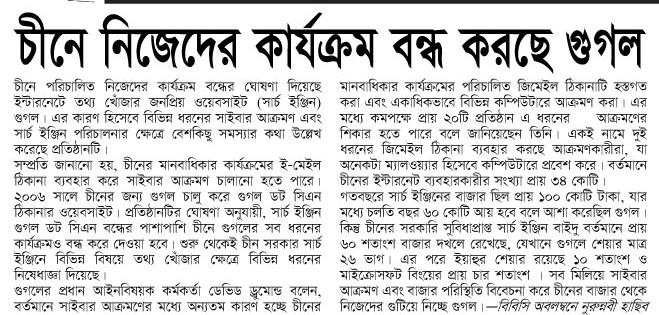 চীনে নিজেদের কার্যক্রম বন্ধ করছে গুগল
চীনে পরিচালিত নিজেদের কার্যক্রম বন্ধের ঘোষণা দিয়েছে
ইন্টারনেটে তথ্য খোঁজার জনপ্রিয় ওয়েবসাইট (সার্চ ইঞ্জিন)
গুগল। এর কারণ হিসেবে বিভিন্ন ধরনের সাইবার আক্রমণ এবং
সার্চ ইঞ্জিন পরিচালনার ক্ষেত্রে বেশকিছু সমস্যার কথা উল্লেখ
করেছে প্রতিষ্ঠানটি।
সম্প্রতি জানানো হয়, চীনের মানবাধিকার কার্যক্রমের ই-মেইল
ঠিকানা ব্যবহার করে সাইবার আক্রমণ চালানো হতে পারে।
২০০৬ সালে চীনের জন্য গুগল চালু করে গুগল ডট সিএন
ঠিকানার ওয়েবসাইট। প্রতিষ্ঠানটির ঘোষণা অনুযায়ী, সার্চ ইঞ্জিন
গুগল ডট সিএন বন্ধের পাশাপাশি চীনে গুগলের সব ধরনের
কার্যক্রমও বন্ধ করে দেওয়া হবে। শুরু থেকেই চীন সরকার সার্চ
ইঞ্জিনে বিভিন্ন বিষয়ে তথ্য খোঁজার ক্ষেত্রে বিভিন্ন ধরনের
নিষেধাজ্ঞা দিয়েছে।
গুগলের প্রধান আইনবিষয়ক কর্মকর্তা ডেভিড ড্রুমান্ড বলেন,
বর্তমানে সাইবার আক্রমণের মধ্যে অন্যতম কারণ হচ্ছে চীনের
মানবাধিকার কার্যক্রমের পরিচালিত জিমেইল ঠিকানাটি হস্তগত
করা এবং একাধিকভাবে বিভিন্ন কম্পিউটারে আক্রমণ করা। এর
মধ্যে কমপক্ষে প্রায় ২০টি প্রতিষ্ঠান এ ধরনের আক্রমণের
শিকার হতে পারে বলে জানিয়েছেন তিনি। একই নামে দুই
ধরনের জিমেইল ঠিকানা ব্যবহার করছে আক্রমণকারীরা, যা
অনেকটা ম্যালওয়্যার হিসেবে কম্পিউটারে প্রবেশ করে। বর্তমানে
চীনের ইন্টারনেট ব্যবহারকারীর সংখ্যা প্রায় ৩৪ কোটি।
গতবছরে সার্চ ইঞ্জিনের বাজার ছিল প্রায় ১০০ কোটি টাকা, যার
মধ্যে চলতি বছর ৬০ কোটি আয় হবে বলে আশা করেছিল গুগল।
কিন্তু চীনের সরকারি সুবিধাপ্রাপ্ত সার্চ ইঞ্জিন বাইদু বর্তমানে প্রায়
৬০ শতাংশ বাজার দখলে রেখেছে, যেখানে গুগলে শেয়ার মাত্র
২৬ ভাগ। এর পরে ইয়াহুর শেয়ার রয়েছে ১০ শতাংশ ও
মাইক্রোসফট বিংয়ের প্রায় চার শতাংশ । সব মিলিয়ে সাইবার
আক্রমণ এবং বাজার পরিস্থিতি বিবেচনা করে চীনের বাজার থেকে
নিজেদের গুটিয়ে নিচ্ছে গুগল।—বিবিসি অবলম্বনে নুরুন্নবী হাছিব